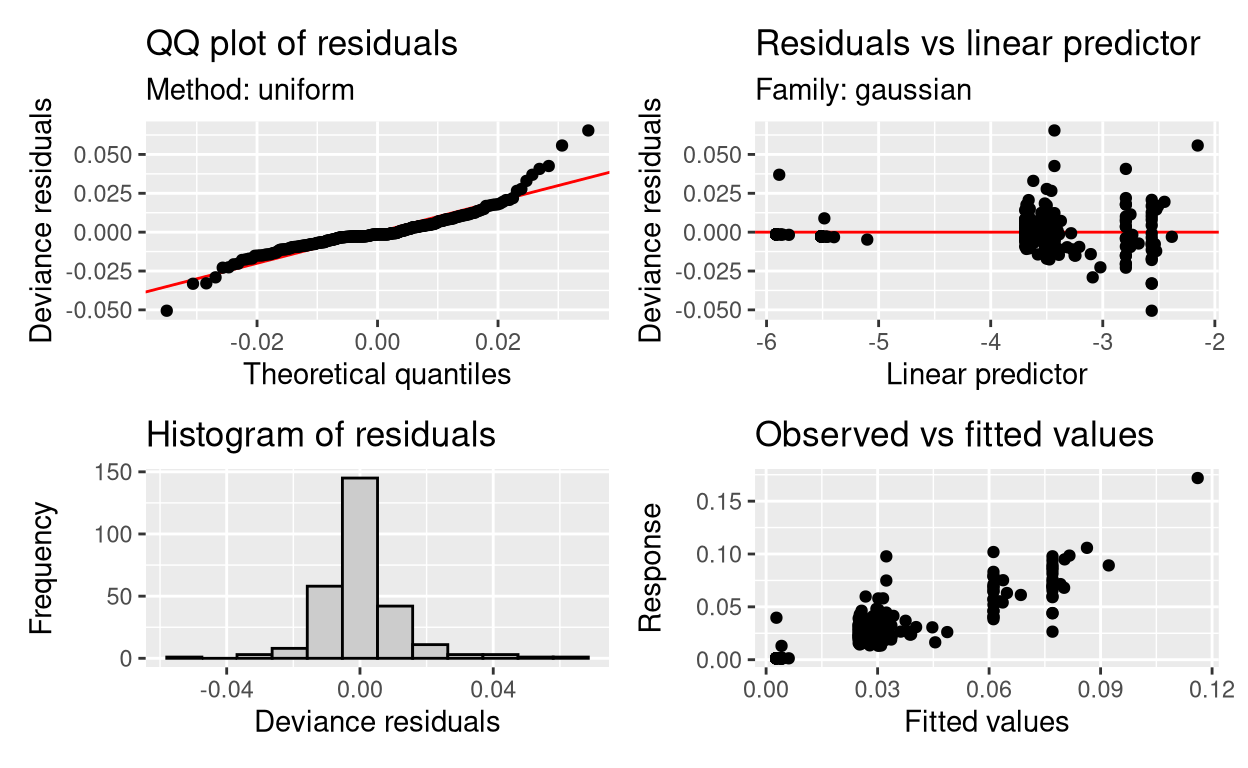 QQ plot of residuals
Method: uniform
Deviance residuals
0.050
0.025
0.000
-0.025
-0.050
-0.02
0.00
0.02
Theoretical quantiles
Residuals vs linear predictor
Family: gaussian
Deviance residuals
0.050
0.025
0.000
-0.025
-0.050
-6
-5
-4
-3
-2
Linear predictor
Histogram of residuals
Frequency
150
100
50
0
-0.04
0.00
0.04
Deviance residuals
Observed vs fitted values
Response
0.15
0.10
0.05
0.00
0.00
0.03
0.06
0.09
0.12
Fitted values